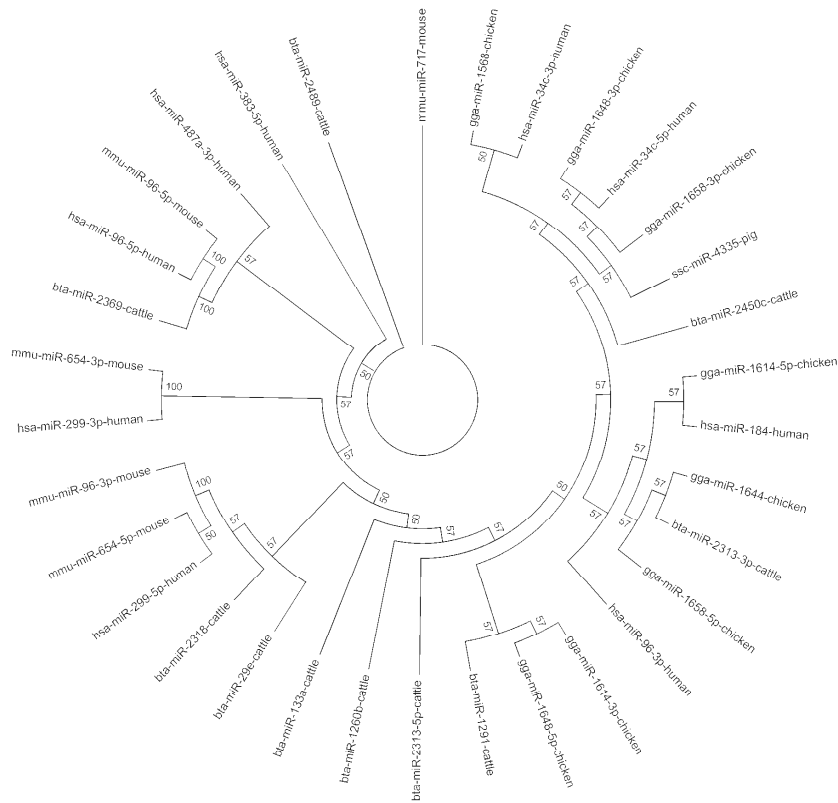 mmu-miR-717-mouse
gga-miR-1568-chicken
hsa-miR-34c-3p-human
gga-miR-1648-3p-chicken
hsa-miR-34c-5p-human
gga-miR-1658-3p-chicken
ssc-miR-4335-pig
bta-miR-2450c-cattle
gga-miR-1614-5p-chicken
hsa-miR-184-human
gga-miR-1644-chicken
bta-miR-2313-3p-cattle
gga-miR-1658-5p-chicken
hsa-miR-96-3p-human
gga-miR-1614-3p-chicken
gga-miR-1648-5p-chicken
bta-miR-1291-cattle
bta-miR-2313-5p-cattle
bta-miR-1260b-cattle
bta-miR-133a-cattle
bta-miR-29e-cattle
bta-miR-2318-cattle
hsa-miR-299-5p-human
mmu-miR-654-5p-mouse
mmu-miR-96-3p-mouse
hsa-miR-299-3p-human
mmu-miR-654-3p-mouse
bta-miR-2369-cattle
hsa-miR-96-5p-human
mmu-miR-96-5p-mouse
hsa-miR-487a-3p-human
hsa-miR-383-5p-human
bta-miR-2489-cattle
50
57
57
57
57
57
57
57
57
57
57
57
57
50
57
57
57
57
50
50
57
57
50
100
57
100
100
100
57
57
50